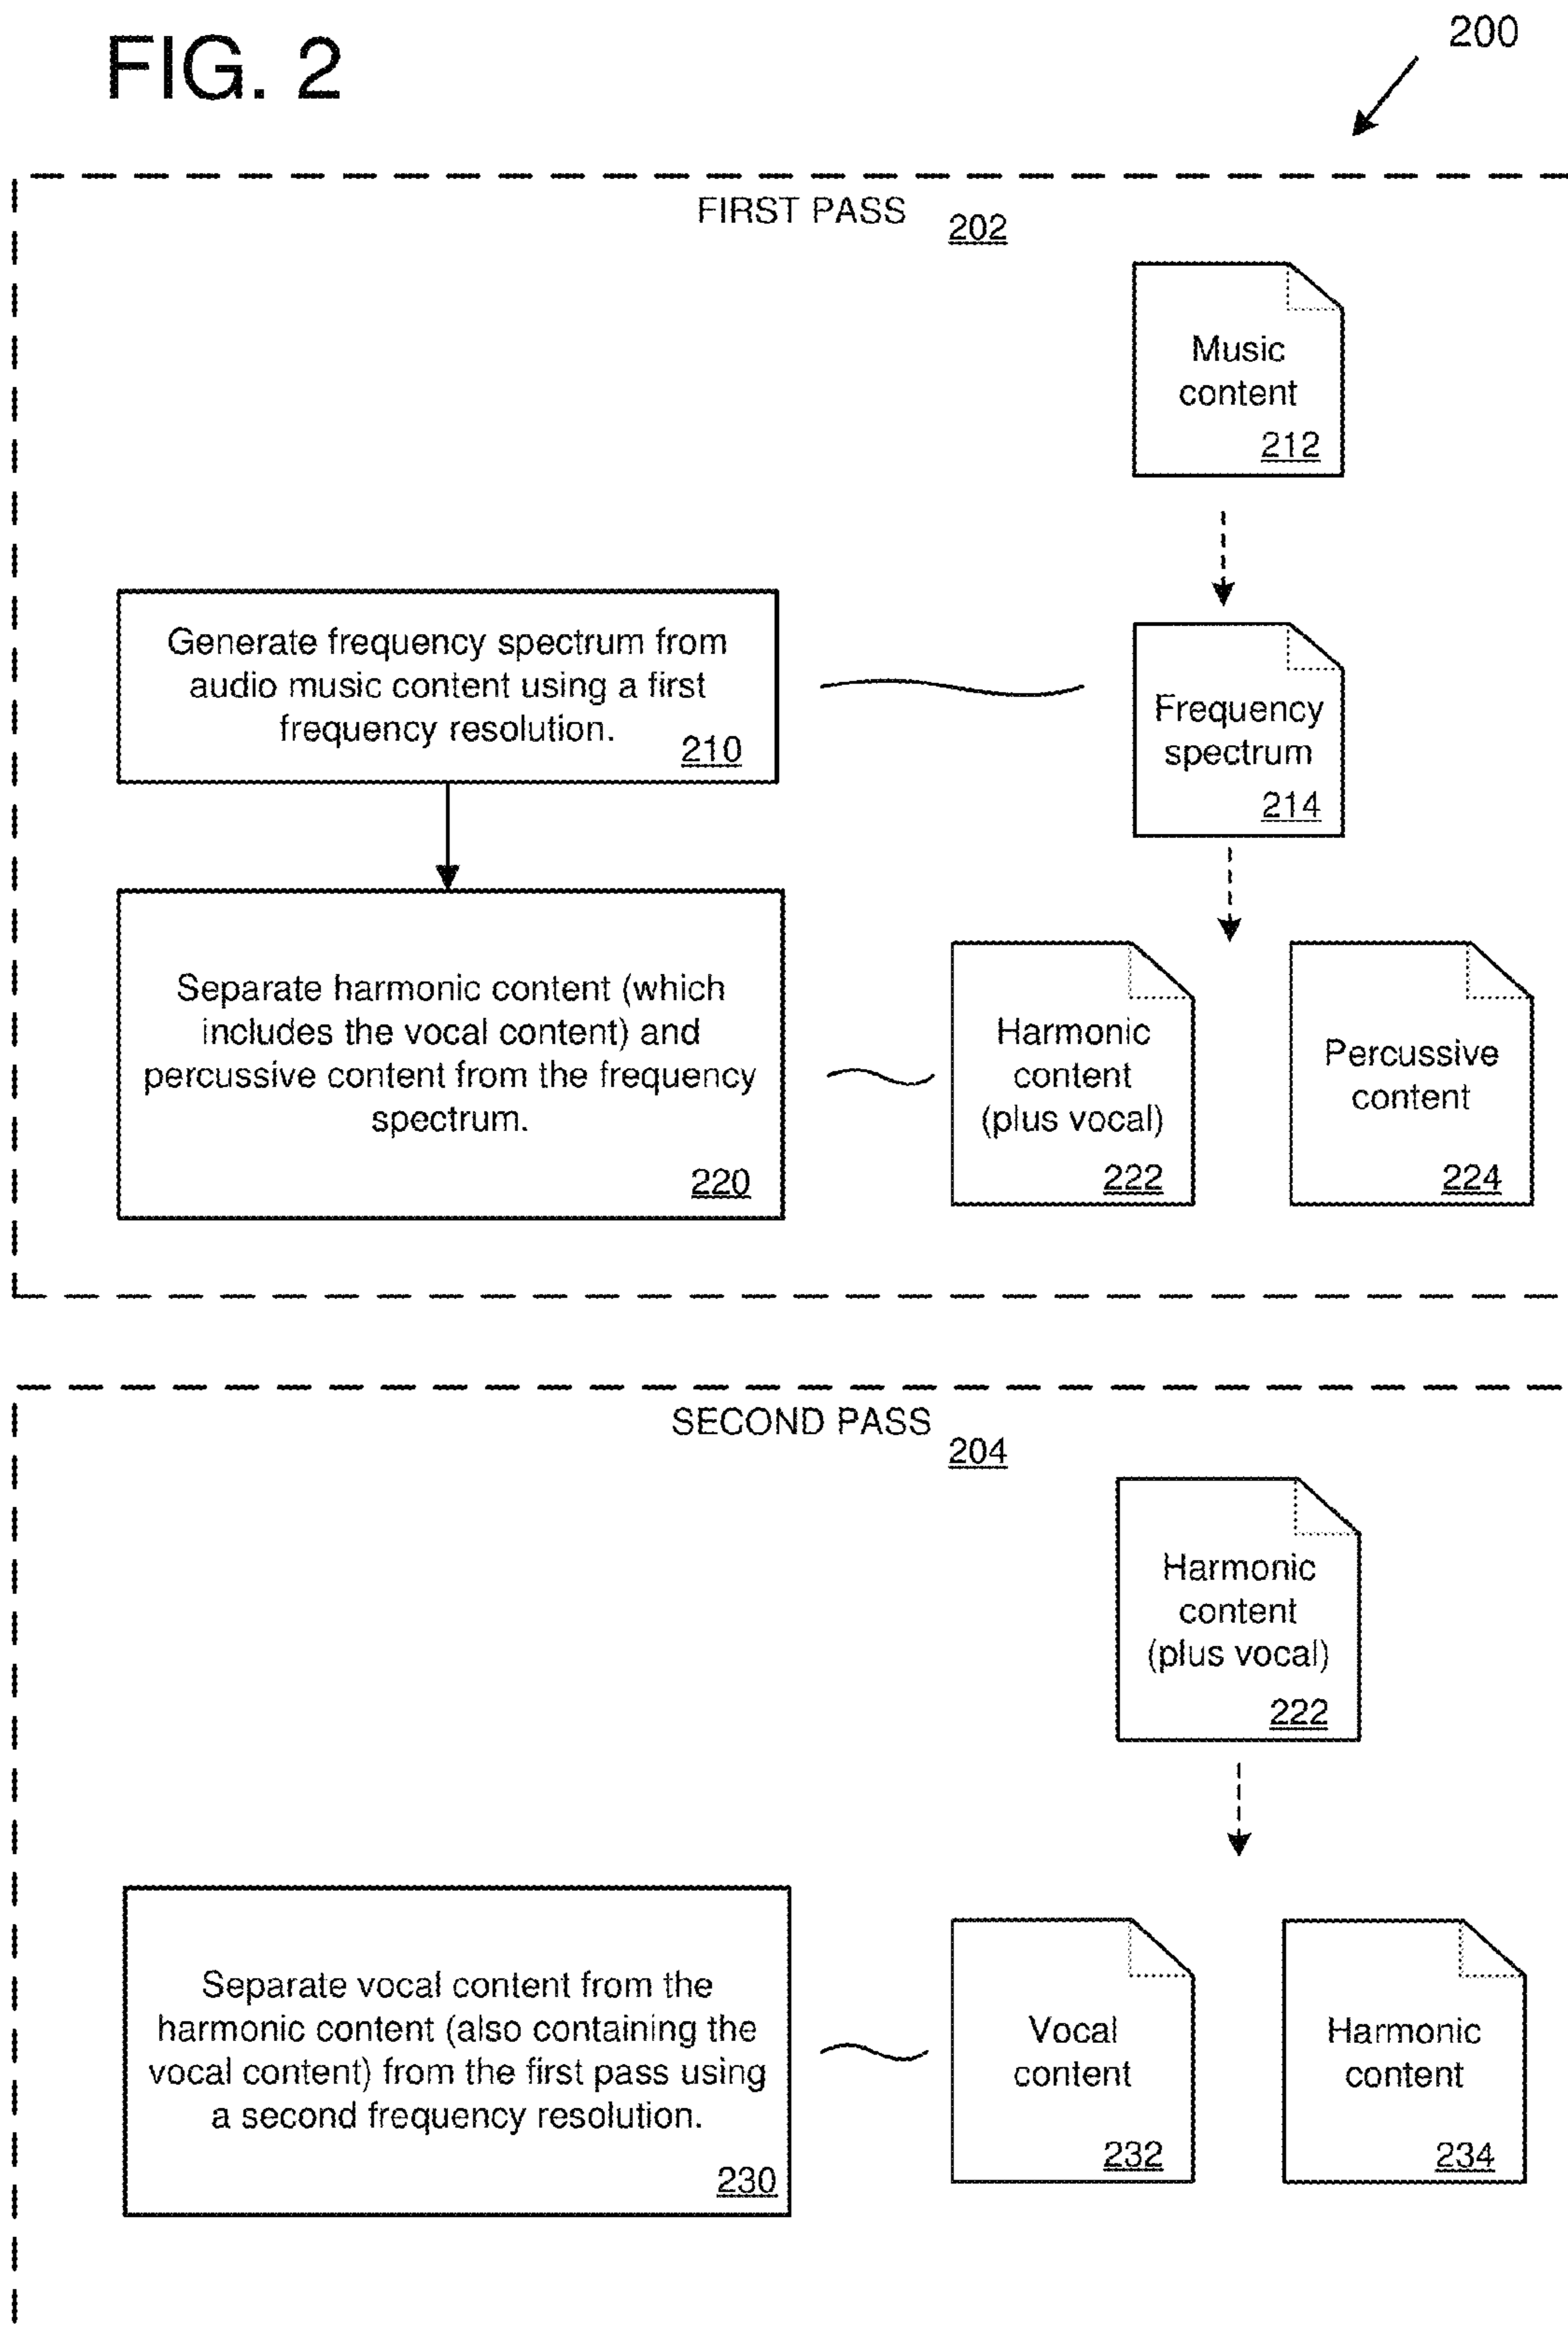 FIG. 2
200
FIRST PASS
202
Music
content
212
Generate frequency spectrum from
audio music content using a first
frequency resolution.
210
Frequency
spectrum
214
Separate harmonic content (which
includes the vocal content) and
percussive content from the frequency
spectrum.
220
Harmonic
content
(plus vocal)
222
Percussive
content
224
SECOND PASS
204
Harmonic
content
(plus vocal)
222
Separate vocal content from the
harmonic content (also containing the
vocal content) from the first pass using
a second frequency resolution.
230
Vocal
content
232
Harmonic
content
234